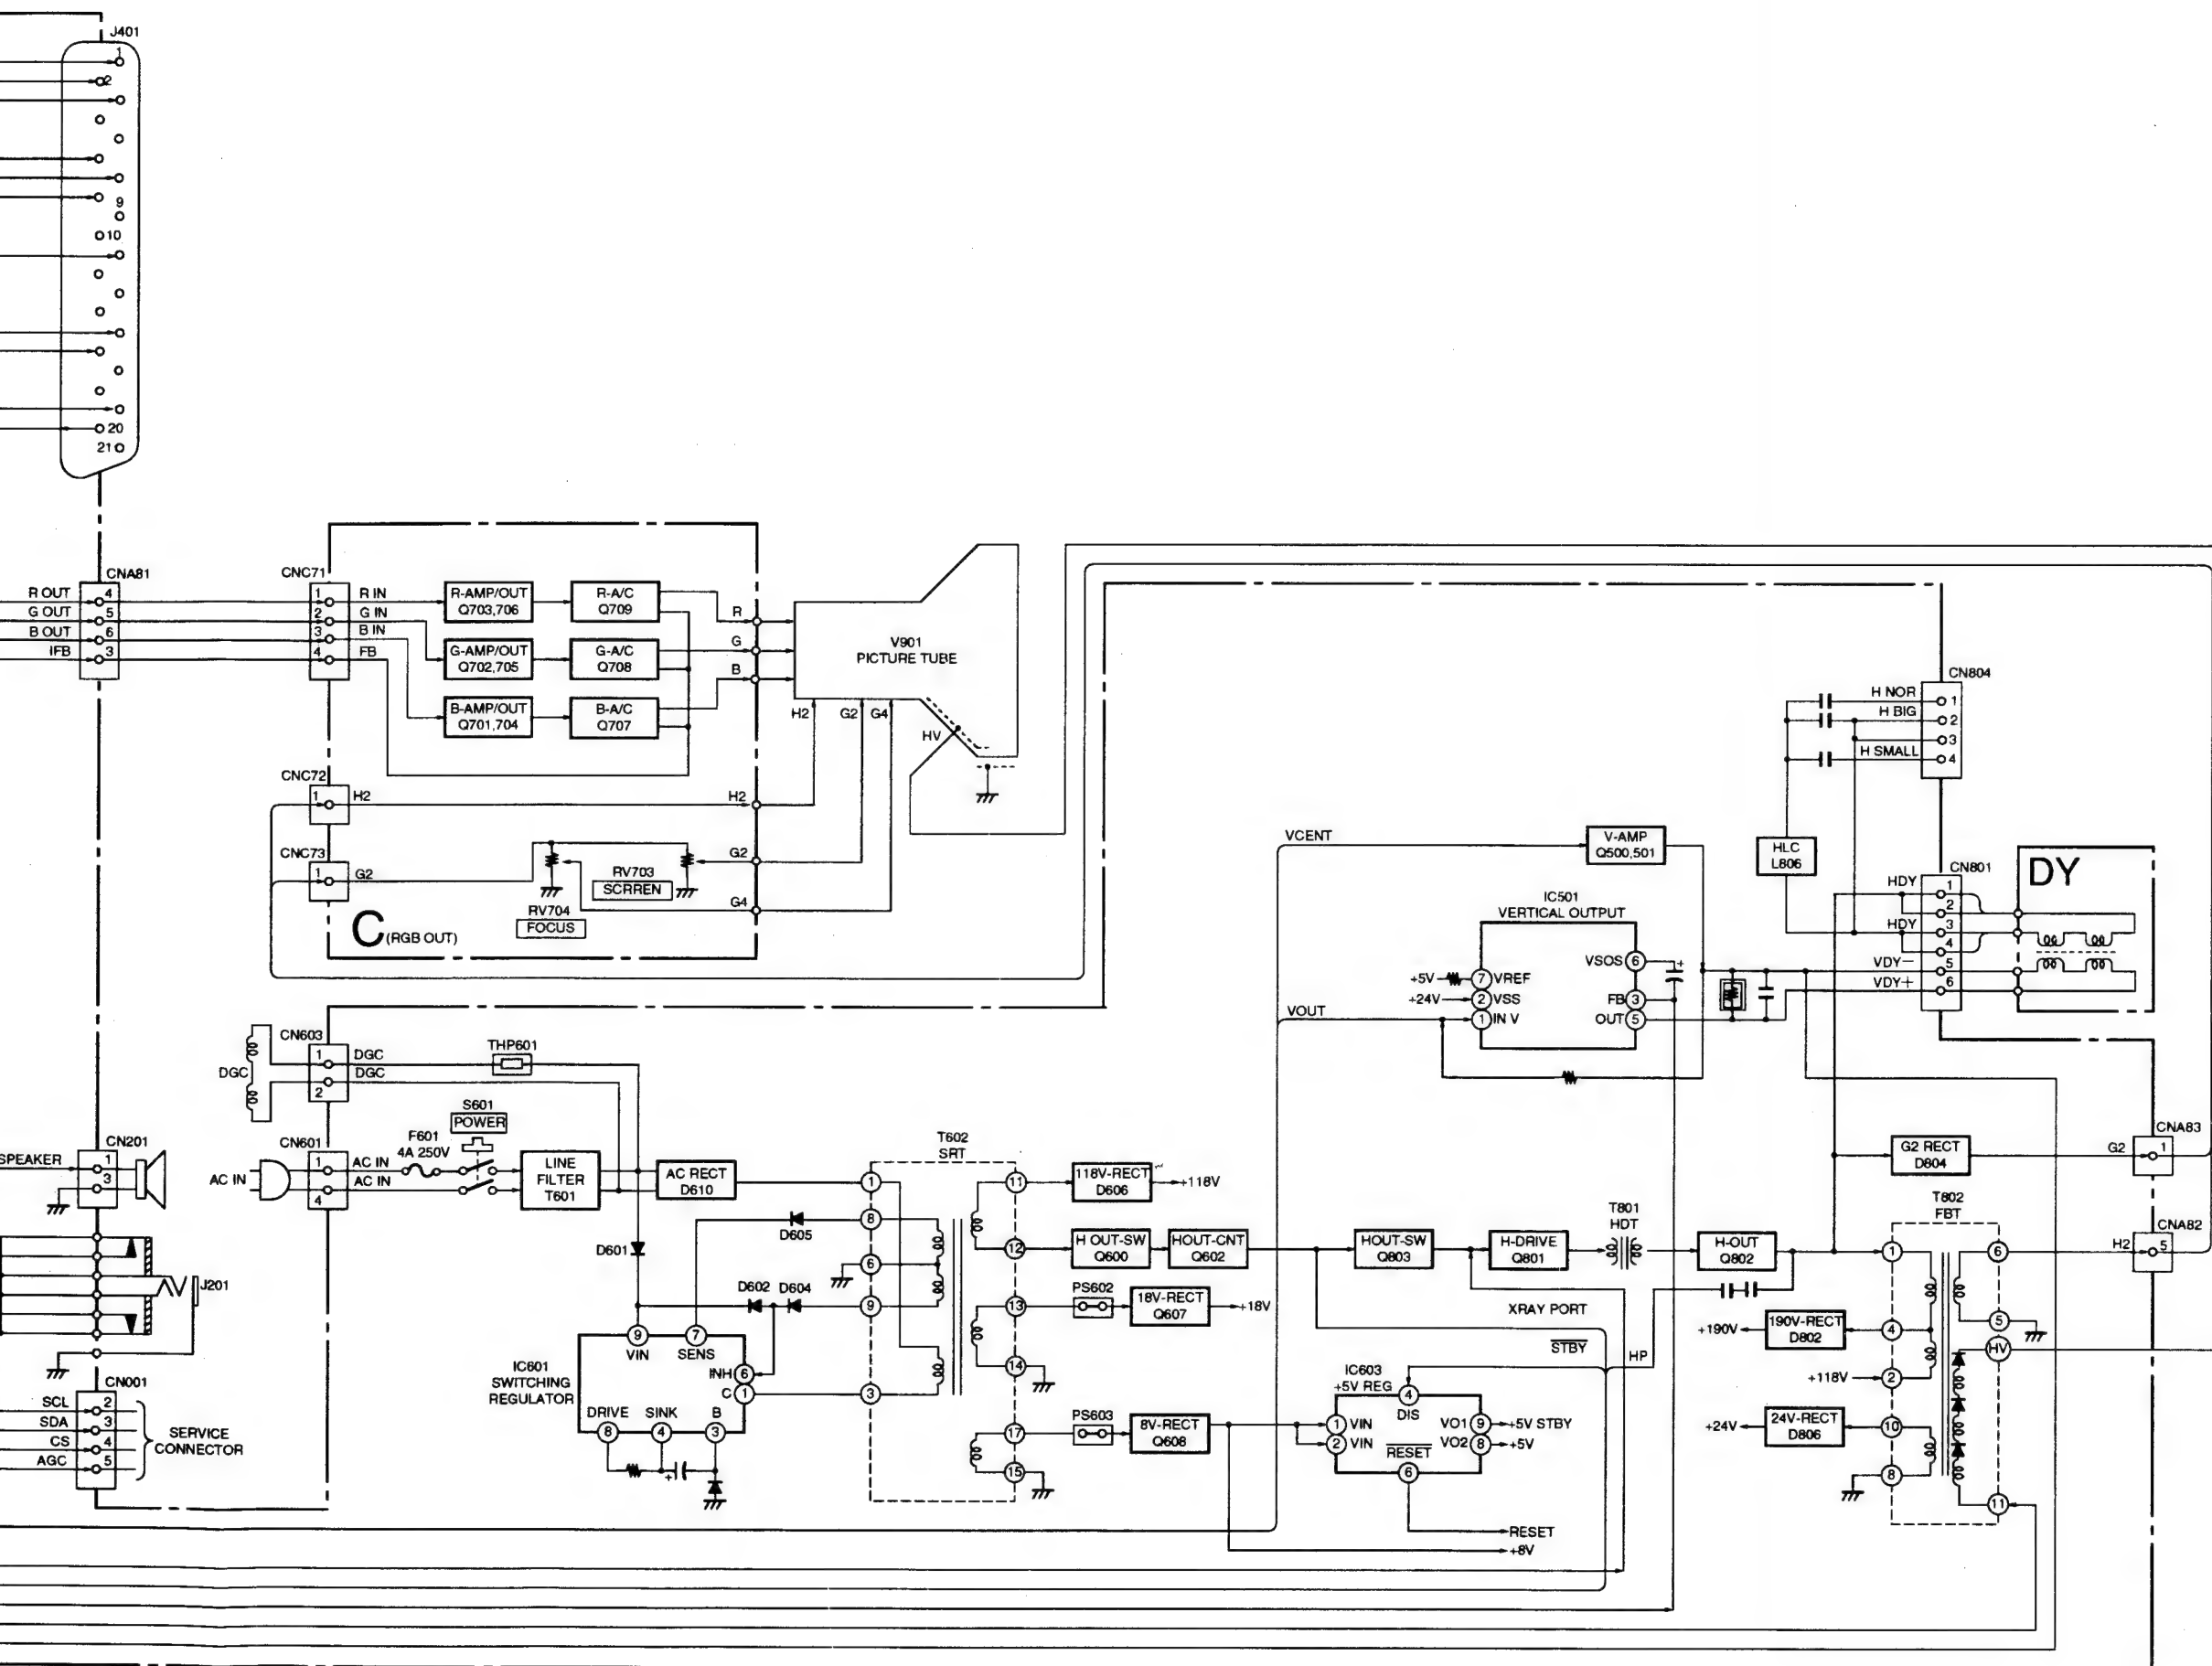 J401
1
2
9
10
20
21
CNA81
R OUT 4
G OUT 5
B OUT 6
IFB 3
CNC71
1 R IN
2 G IN
3 B IN
4 FB
R-AMP/OUT
Q703,706
R-A/C
Q709
G-AMP/OUT
Q702,705
G-A/C
Q708
B-AMP/OUT
Q701,704
B-A/C
Q707
R
G
B
V901
PICTURE TUBE
H2 G2 G4
HV
CNC72
1 H2
H2
CNC73
1 G2
G2
RV703
SCRREN
RV704
FOCUS
G4
C (RGB OUT)
CN804
H NOR 1
H BIG 2
3
H SMALL 4
HLC
L806
VCENT
V-AMP
Q500,501
CN801
HDY 1
2
HDY 3
4
VDY− 5
VDY+ 6
DY
IC501
VERTICAL OUTPUT
VSOS 6
+5V 7 VREF
+24V 2 VSS
FB 3
VOUT
1 IN V
OUT 5
CN603
1 DGC
DGC
2 DGC
THP601
S601
POWER
F601
4A 250V
CN601
AC IN
1 AC IN
4 AC IN
LINE
FILTER
T601
AC RECT
D610
CN201
SPEAKER 1
3
J201
CN001
SCL 2
SDA 3
CS 4
AGC 5
SERVICE
CONNECTOR
D601
D605
D602 D604
IC601
SWITCHING
REGULATOR
9 VIN
7 SENS
INH 6
C 1
DRIVE 8
SINK 4
B 3
T602
SRT
1
8
6
9
3
11
12
13
14
17
15
118V-RECT
D606
+118V
H OUT-SW
Q600
HOUT-CNT
Q602
HOUT-SW
Q803
H-DRIVE
Q801
T801
HDT
H-OUT
Q802
PS602
18V-RECT
Q607
+18V
XRAY PORT
STBY
HP
PS603
8V-RECT
Q608
IC603
+5V REG
4
DIS
1 VIN
2 VIN
VO1 9 +5V STBY
VO2 8 +5V
RESET
6
RESET
+8V
G2 RECT
D804
CNA83
G2 1
T802
FBT
CNA82
H2 5
1
6
5
HV
4
2
10
8
11
+190V
190V-RECT
D802
+118V
+24V
24V-RECT
D806